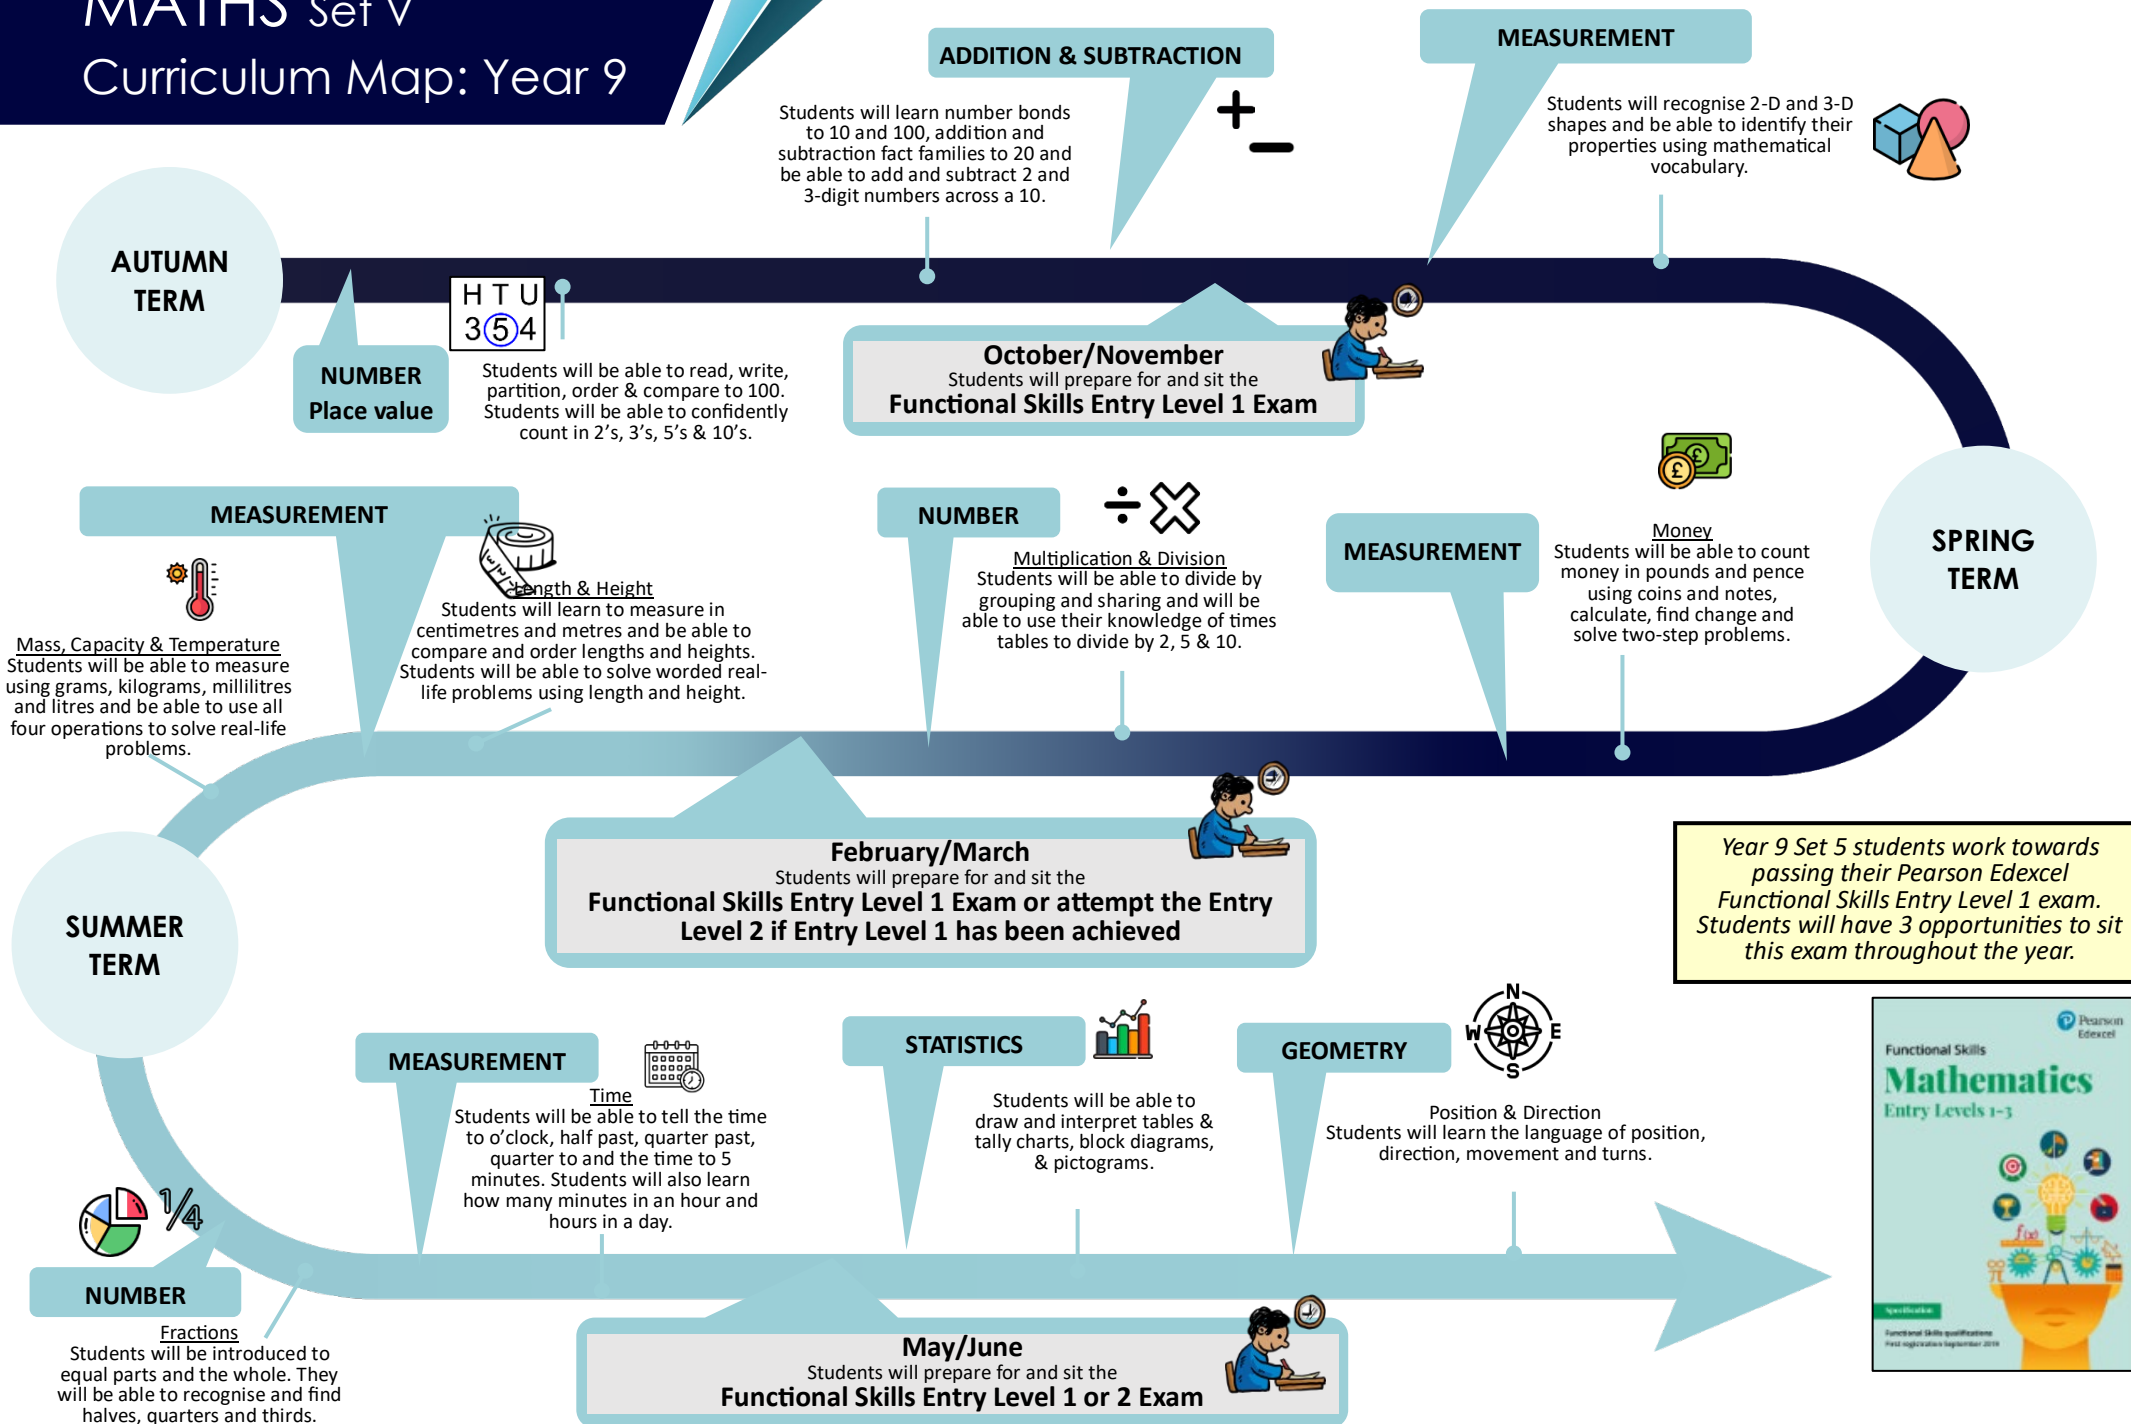 MATHS Set V
Curriculum Map: Year 9
ADDITION & SUBTRACTION
Students will learn number bonds
to 10 and 100, addition and
subtraction fact families to 20 and
be able to add and subtract 2 and
3-digit numbers across a 10.
MEASUREMENT
Students will recognise 2-D and 3-D
shapes and be able to identify their
properties using mathematical
vocabulary.
AUTUMN
TERM
NUMBER
Place value
H T U
3 5 4
Students will be able to read, write,
partition, order & compare to 100.
Students will be able to confidently
count in 2's, 3's, 5's & 10's.
October/November
Students will prepare for and sit the
Functional Skills Entry Level 1 Exam
SPRING
TERM
MEASUREMENT
Money
Students will be able to count
money in pounds and pence
using coins and notes,
calculate, find change and
solve two-step problems.
NUMBER
Multiplication & Division
Students will be able to divide by
grouping and sharing and will be
able to use their knowledge of times
tables to divide by 2, 5 & 10.
MEASUREMENT
Length & Height
Students will learn to measure in
centimetres and metres and be able to
compare and order lengths and heights.
Students will be able to solve worded real-
life problems using length and height.
Mass, Capacity & Temperature
Students will be able to measure
using grams, kilograms, millilitres
and litres and be able to use all
four operations to solve real-life
problems.
February/March
Students will prepare for and sit the
Functional Skills Entry Level 1 Exam or attempt the Entry
Level 2 if Entry Level 1 has been achieved
Year 9 Set 5 students work towards
passing their Pearson Edexcel
Functional Skills Entry Level 1 exam.
Students will have 3 opportunities to sit
this exam throughout the year.
SUMMER
TERM
NUMBER
1/4
Fractions
Students will be introduced to
equal parts and the whole. They
will be able to recognise and find
halves, quarters and thirds.
MEASUREMENT
Time
Students will be able to tell the time
to o'clock, half past, quarter past,
quarter to and the time to 5
minutes. Students will also learn
how many minutes in an hour and
hours in a day.
STATISTICS
Students will be able to
draw and interpret tables &
tally charts, block diagrams,
& pictograms.
GEOMETRY
N
W E
S
Position & Direction
Students will learn the language of position,
direction, movement and turns.
May/June
Students will prepare for and sit the
Functional Skills Entry Level 1 or 2 Exam
Pearson
Edexcel
Functional Skills
Mathematics
Entry Levels 1-3
f(x)
Specification
Functional Skills qualifications
First registration September 2019